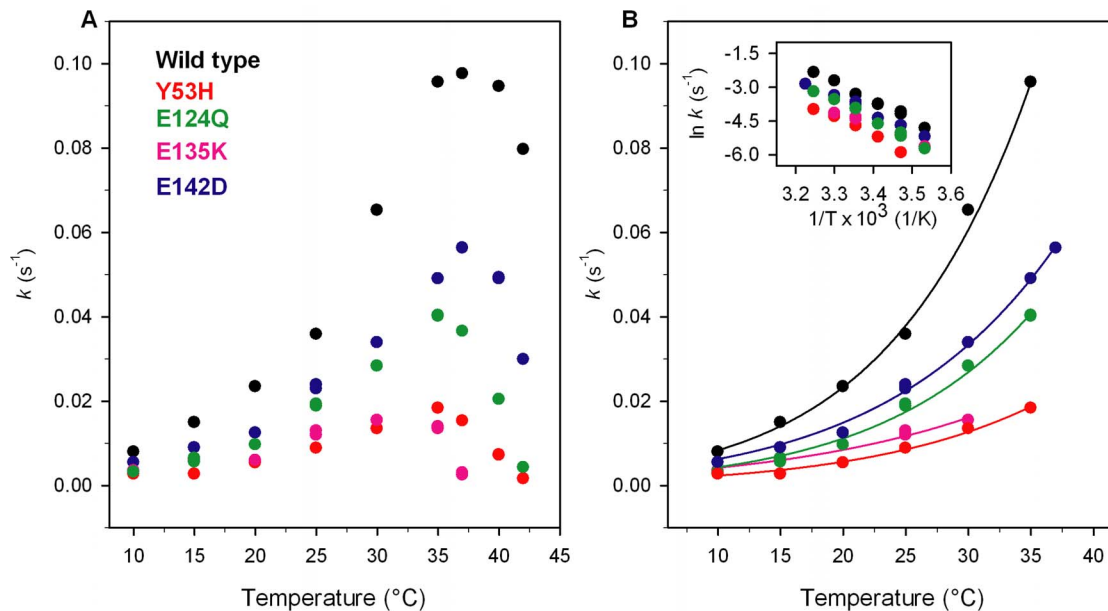 A
B
Wild type
Y53H
E124Q
E135K
E142D
0.10
0.08
0.06
0.04
0.02
0.00
k (s⁻¹)
10 15 20 25 30 35 40 45
Temperature (°C)
-1.5
-3.0
-4.5
-6.0
ln k (s⁻¹)
3.2 3.3 3.4 3.5 3.6
1/T x 10³ (1/K)
0.10
0.08
0.06
0.04
0.02
0.00
k (s⁻¹)
10 15 20 25 30 35 40
Temperature (°C)